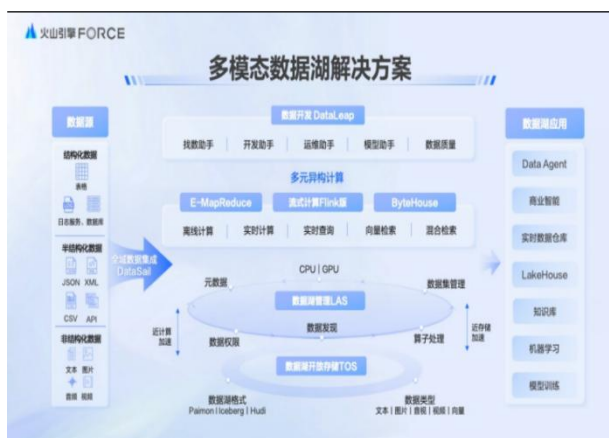 火山引擎 FORCE
多模态数据湖解决方案
数据源
结构化数据
表格
日志服务，数据库
半结构化数据
JSON XML
CSV API
非结构化数据
文本 图片
音频 视频
全域数据集成
DataSail
数据开发 DataLeap
找数助手 开发助手 运维助手 模型助手 数据质量
多元异构计算
E-MapReduce 流式计算Flink版 ByteHouse
离线计算 实时计算 实时查询 向量检索 混合检索
CPU | GPU
元数据 数据集管理
数据湖管理LAS
近计算
加速
数据发现
数据权限 算子处理
近存储
加速
数据湖开放存储TOS
数据湖格式
Paimon | Iceberg | Hudi
数据类型
文本 | 图片 | 音视 | 视频 | 向量
数据湖应用
Data Agent
商业智能
实时数据仓库
LakeHouse
知识库
机器学习
模型训练